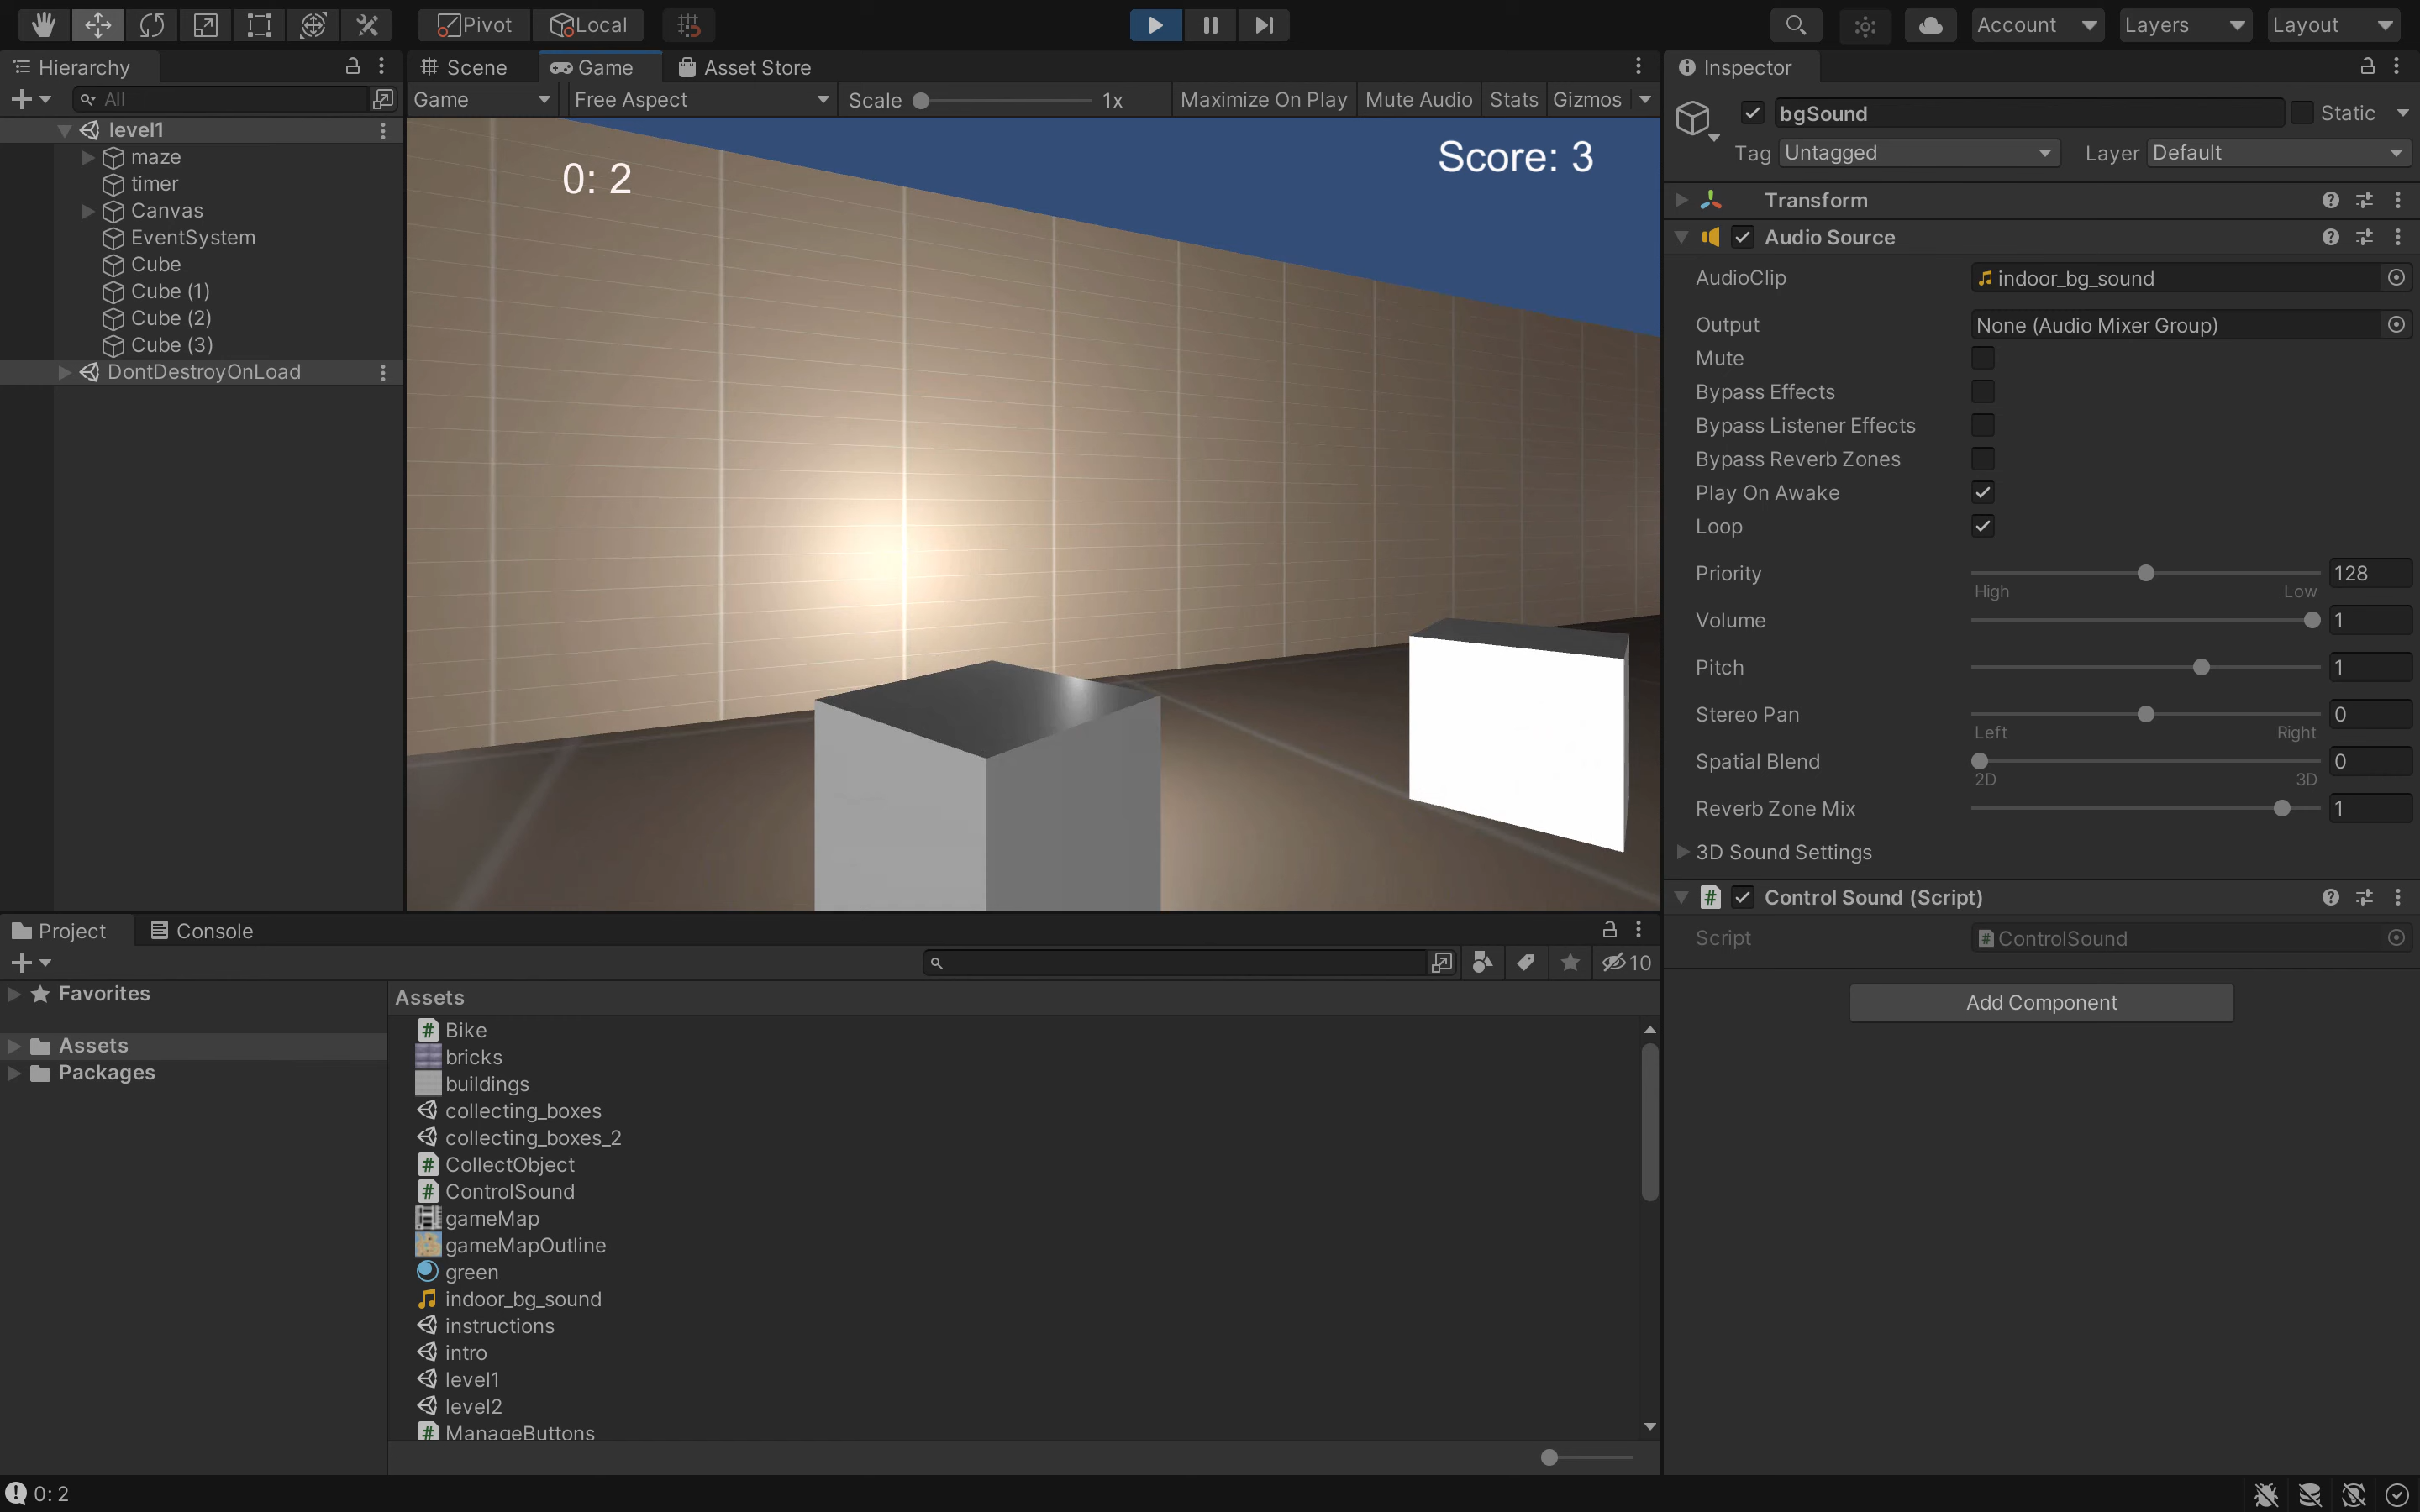 Pivot Local Account Layers Layout
Hierarchy
All
level1
maze
timer
Canvas
EventSystem
Cube
Cube (1)
Cube (2)
Cube (3)
DontDestroyOnLoad
Scene Game Asset Store
Game Free Aspect Scale 1x Maximize On Play Mute Audio Stats Gizmos
0: 2
Score: 3
Inspector
bgSound Static
Tag Untagged Layer Default
Transform
Audio Source
AudioClip indoor_bg_sound
Output None (Audio Mixer Group)
Mute
Bypass Effects
Bypass Listener Effects
Bypass Reverb Zones
Play On Awake
Loop
Priority 128
High Low
Volume 1
Pitch 1
Stereo Pan 0
Left Right
Spatial Blend 0
2D 3D
Reverb Zone Mix 1
3D Sound Settings
# Control Sound (Script)
Script # ControlSound
Add Component
Project Console
10
Favorites
Assets
Packages
Assets
# Bike
bricks
buildings
collecting_boxes
collecting_boxes_2
# CollectObject
# ControlSound
gameMap
gameMapOutline
green
indoor_bg_sound
instructions
intro
level1
level2
# ManageButtons
0: 2